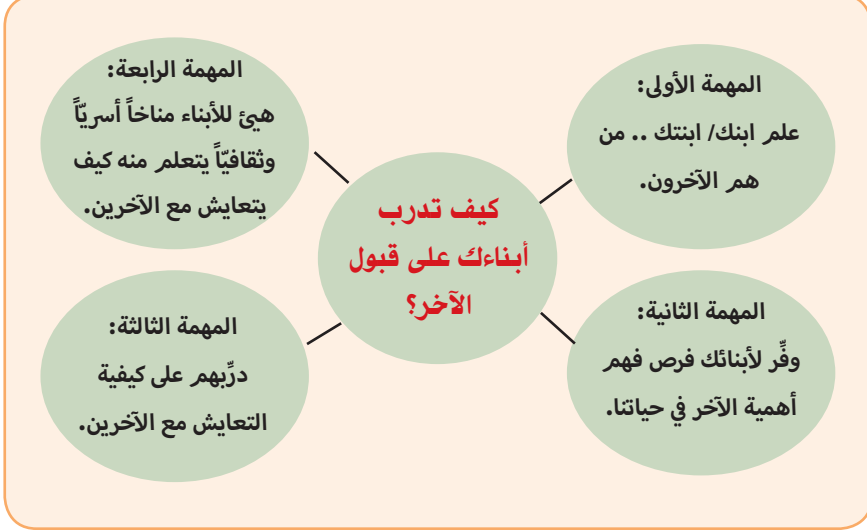 كيف تدرب
أبناءك على قبول
الآخر؟
المهمة الأولى:
علم ابنك/ ابنتك .. من
هم الآخرون.
المهمة الثانية:
وفِّر لأبنائك فرص فهم
أهمية الآخر في حياتنا.
المهمة الثالثة:
درِّبهم على كيفية
التعايش مع الآخرين.
المهمة الرابعة:
هيئ للأبناء مناخاً أسريّاً
وثقافيّاً يتعلم منه كيف
يتعايش مع الآخرين.